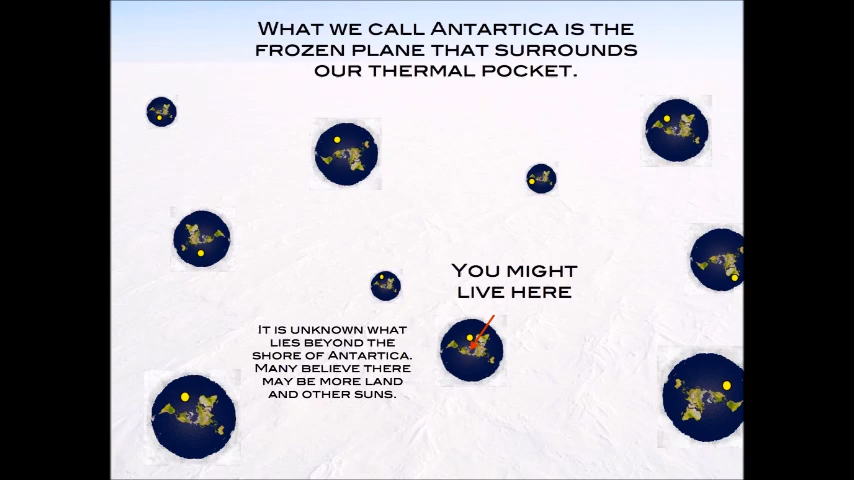 What we call Antartica is the
frozen plane that surrounds
our thermal pocket.
You might
live here
It is unknown what
lies beyond the
shore of Antartica.
Many believe there
may be more land
and other suns.